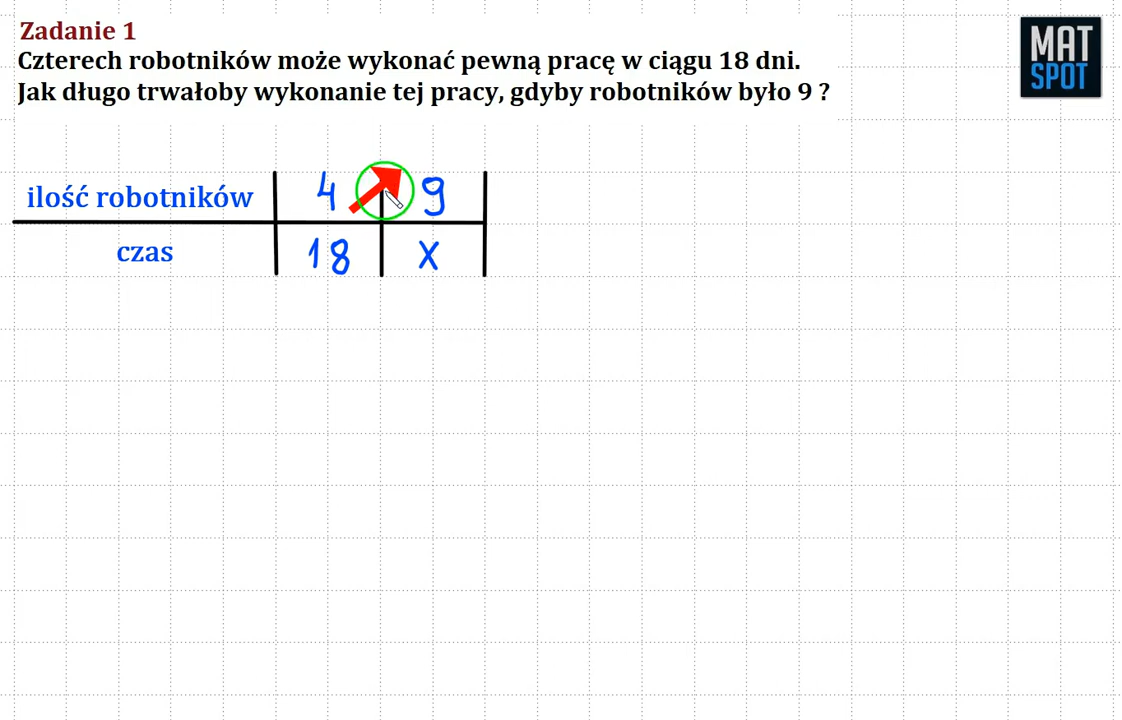 Zadanie 1
Czterech robotników może wykonać pewną pracę w ciągu 18 dni.
Jak długo trwałoby wykonanie tej pracy, gdyby robotników było 9 ?
MAT
SPOT
ilość robotników 4 9
czas 18 x